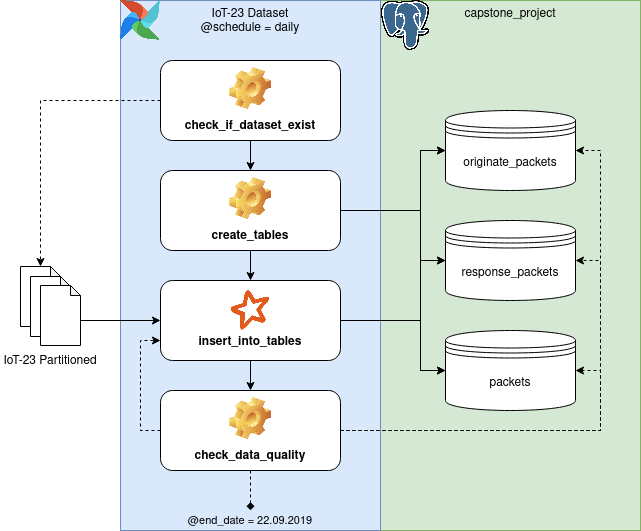 IoT-23 Dataset
@schedule = daily
capstone_project
check_if_dataset_exist
originate_packets
create_tables
response_packets
insert_into_tables
IoT-23 Partitioned
packets
check_data_quality
@end_date = 22.09.2019